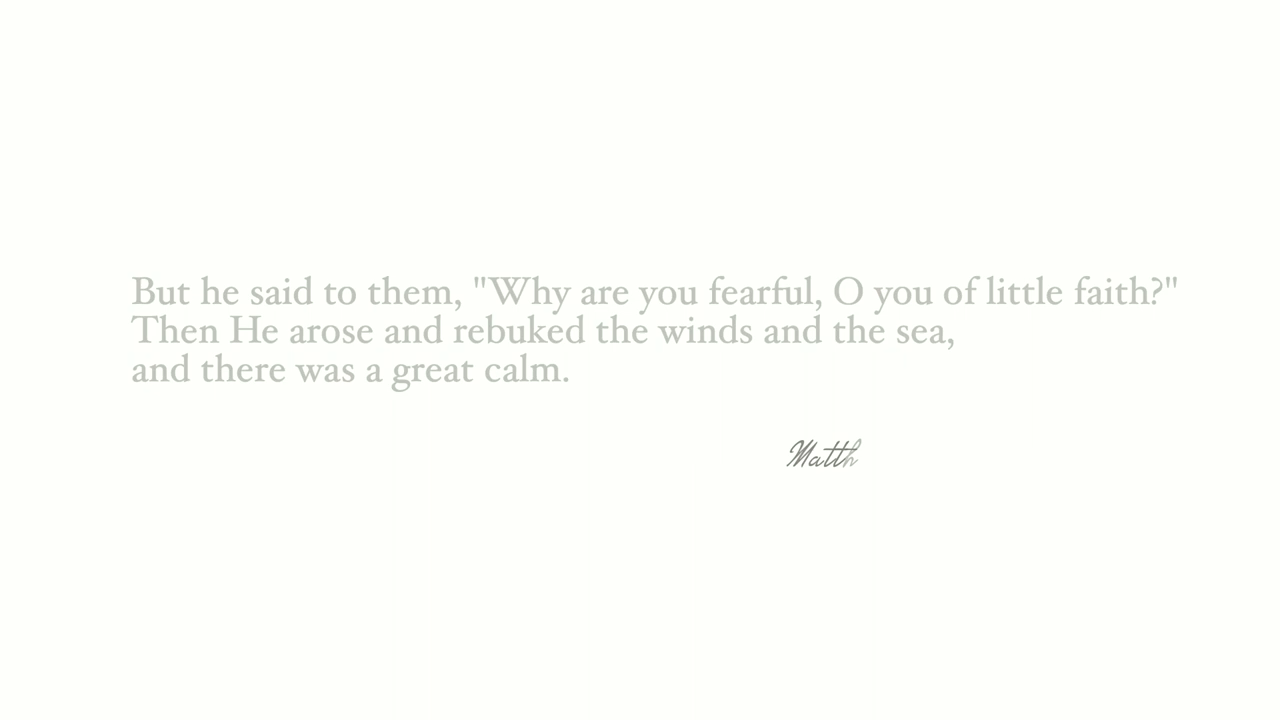 But he said to them, "Why are you fearful, O you of little faith?"
Then He arose and rebuked the winds and the sea,
and there was a great calm.
Matth